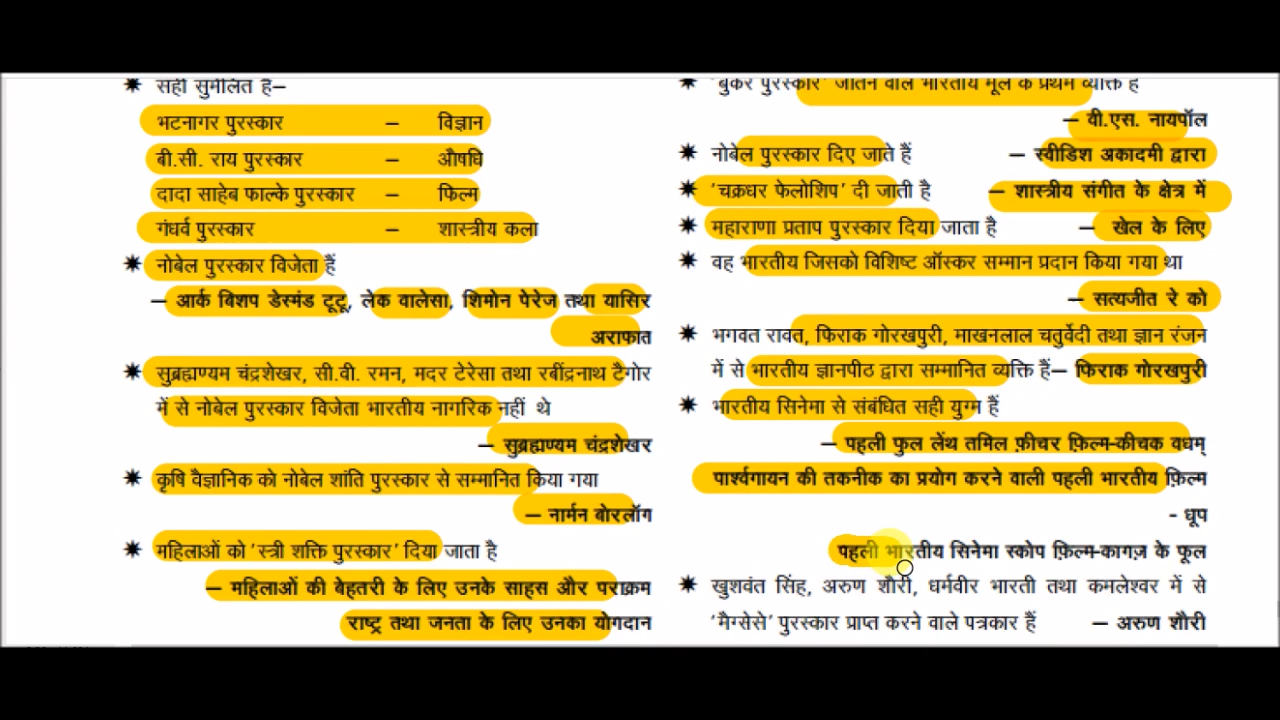 सही सुमेलित हैं–
भटनागर पुरस्कार – विज्ञान
बी.सी. राय पुरस्कार – औषधि
दादा साहेब फाल्के पुरस्कार – फिल्म
गंधर्व पुरस्कार – शास्त्रीय कला
✷ नोबेल पुरस्कार विजेता हैं
– आर्क बिशप डेस्मंड टूटू, लेक वालेसा, शिमोन पेरेज तथा यासिर
अराफात
✷ सुब्रह्मण्यम चंद्रशेखर, सी.वी. रमन, मदर टेरेसा तथा रबींद्रनाथ टैगोर
में से नोबेल पुरस्कार विजेता भारतीय नागरिक नहीं थे
– सुब्रह्मण्यम चंद्रशेखर
✷ कृषि वैज्ञानिक को नोबेल शांति पुरस्कार से सम्मानित किया गया
– नार्मन बोरलॉग
✷ महिलाओं को 'स्त्री शक्ति पुरस्कार' दिया जाता है
– महिलाओं की बेहतरी के लिए उनके साहस और पराक्रम
राष्ट्र तथा जनता के लिए उनका योगदान
✷ 'बुकर पुरस्कार' जीतने वाले भारतीय मूल के प्रथम व्यक्ति हैं
– वी.एस. नायपॉल
✷ नोबेल पुरस्कार दिए जाते हैं – स्वीडिश अकादमी द्वारा
✷ 'चक्रधर फेलोशिप' दी जाती है – शास्त्रीय संगीत के क्षेत्र में
✷ महाराणा प्रताप पुरस्कार दिया जाता है – खेल के लिए
✷ वह भारतीय जिसको विशिष्ट ऑस्कर सम्मान प्रदान किया गया था
– सत्यजीत रे को
✷ भगवत रावत, फिराक गोरखपुरी, माखनलाल चतुर्वेदी तथा ज्ञान रंजन
में से भारतीय ज्ञानपीठ द्वारा सम्मानित व्यक्ति हैं– फिराक गोरखपुरी
✷ भारतीय सिनेमा से संबंधित सही युग्म हैं
– पहली फुल लेंथ तमिल फ़ीचर फ़िल्म-कीचक वधम्
पार्श्वगायन की तकनीक का प्रयोग करने वाली पहली भारतीय फ़िल्म
- धूप
पहली भारतीय सिनेमा स्कोप फ़िल्म-कागज़ के फूल
✷ खुशवंत सिंह, अरुण शौरी, धर्मवीर भारती तथा कमलेश्वर में से
'मैग्सेसे' पुरस्कार प्राप्त करने वाले पत्रकार हैं – अरुण शौरी